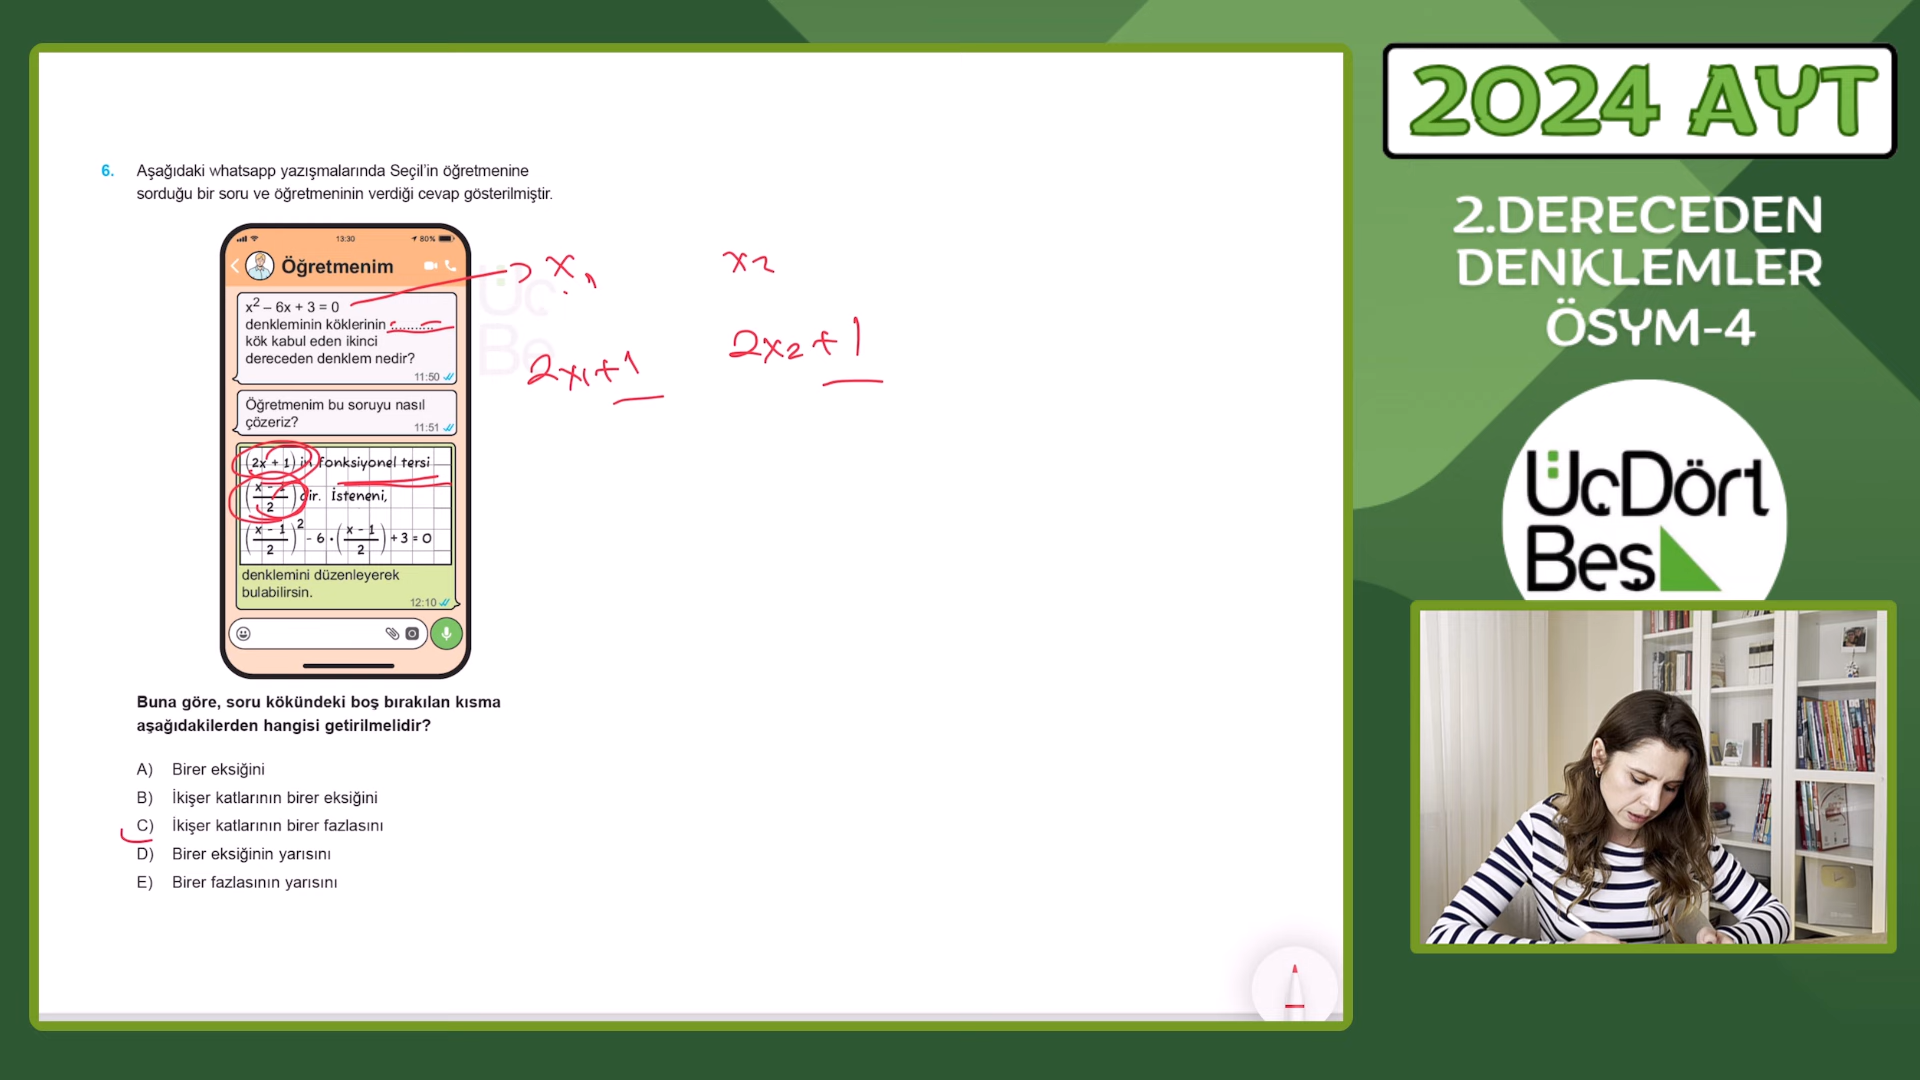 6. Aşağıdaki whatsapp yazışmalarında Seçil'in öğretmenine
sorduğu bir soru ve öğretmeninin verdiği cevap gösterilmiştir.
13:30
80%
Öğretmenim
x² – 6x + 3 = 0
denkleminin köklerinin ...........
kök kabul eden ikinci
dereceden denklem nedir?
11:50
Öğretmenim bu soruyu nasıl
çözeriz?
11:51
(2x + 1) in fonksiyonel tersi
((x - 1)/2) dir. İsteneni,
((x - 1)/2)² - 6 · ((x - 1)/2) + 3 = 0
denklemini düzenleyerek
bulabilirsin.
12:10
x₁ x₂
2x₁+1 2x₂+1
Üç
Be
Buna göre, soru kökündeki boş bırakılan kısma
aşağıdakilerden hangisi getirilmelidir?
A) Birer eksiğini
B) İkişer katlarının birer eksiğini
C) İkişer katlarının birer fazlasını
D) Birer eksiğinin yarısını
E) Birer fazlasının yarısını
2024 AYT
2.DERECEDEN
DENKLEMLER
ÖSYM-4
ÜçDört
Beş